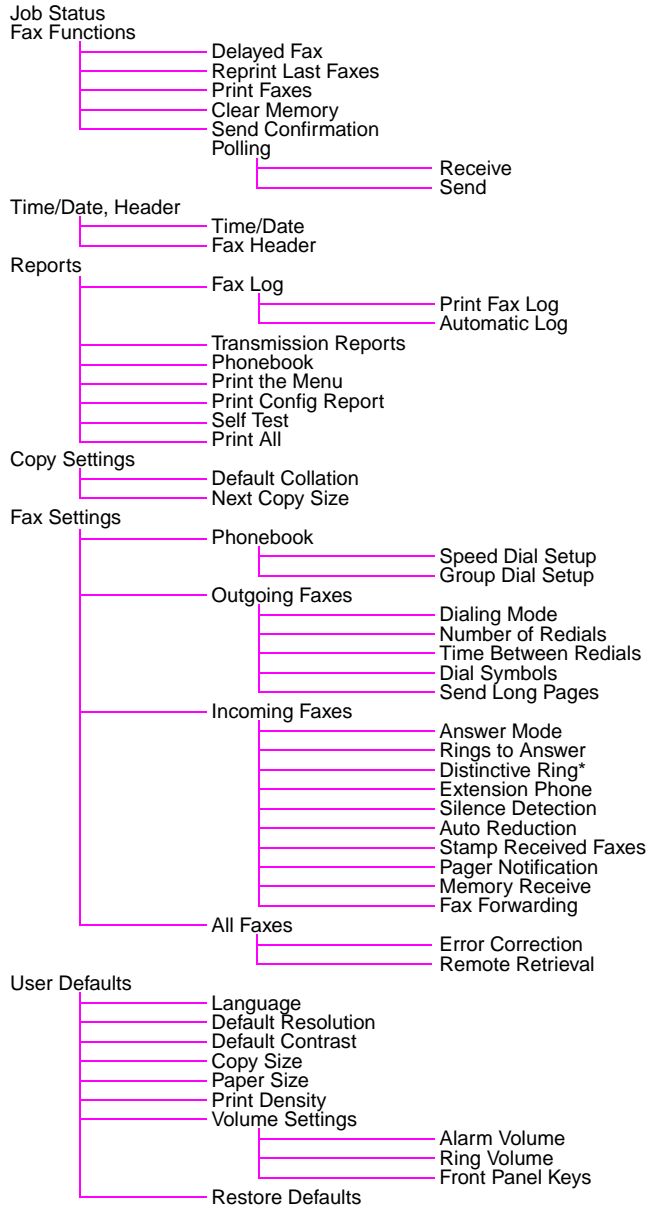 Job Status
Fax Functions
Delayed Fax
Reprint Last Faxes
Print Faxes
Clear Memory
Send Confirmation
Polling
Receive
Send
Time/Date, Header
Time/Date
Fax Header
Reports
Fax Log
Print Fax Log
Automatic Log
Transmission Reports
Phonebook
Print the Menu
Print Config Report
Self Test
Print All
Copy Settings
Default Collation
Next Copy Size
Fax Settings
Phonebook
Speed Dial Setup
Group Dial Setup
Outgoing Faxes
Dialing Mode
Number of Redials
Time Between Redials
Dial Symbols
Send Long Pages
Incoming Faxes
Answer Mode
Rings to Answer
Distinctive Ring*
Extension Phone
Silence Detection
Auto Reduction
Stamp Received Faxes
Pager Notification
Memory Receive
Fax Forwarding
All Faxes
Error Correction
Remote Retrieval
User Defaults
Language
Default Resolution
Default Contrast
Copy Size
Paper Size
Print Density
Volume Settings
Alarm Volume
Ring Volume
Front Panel Keys
Restore Defaults